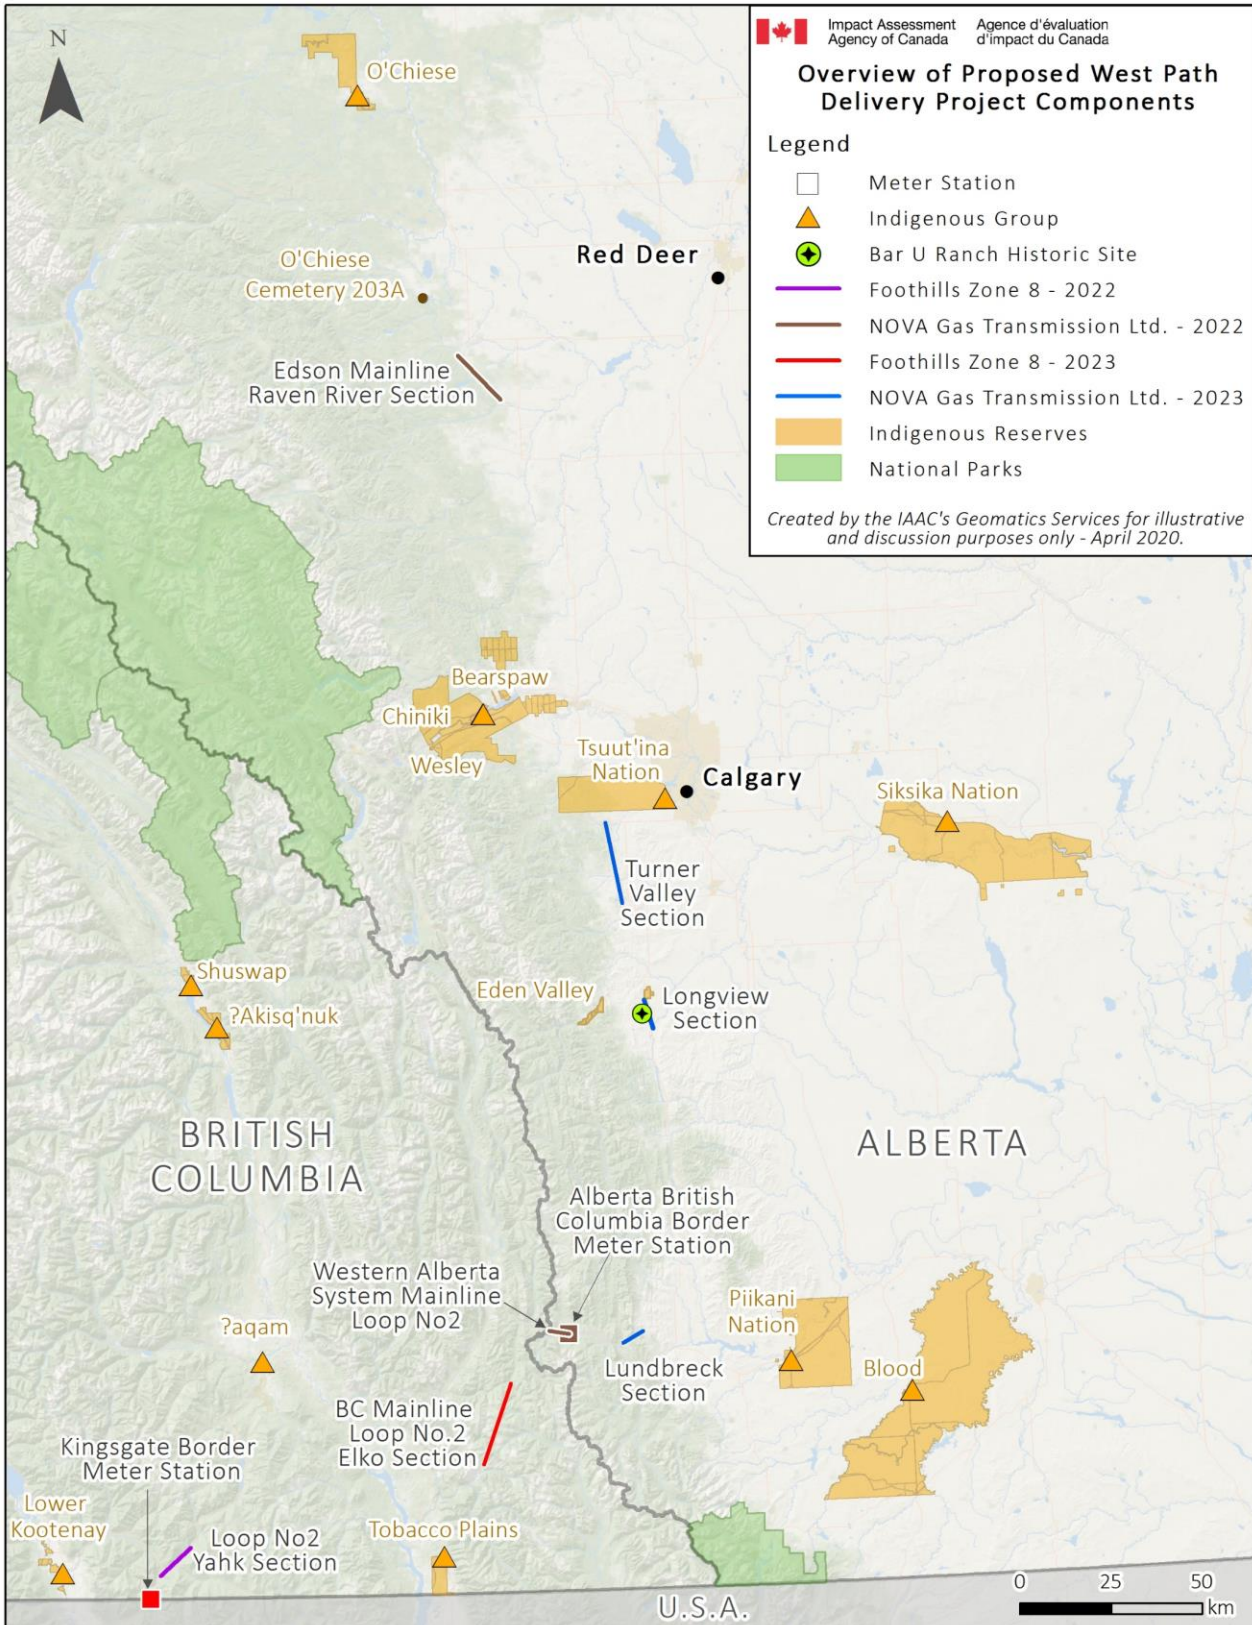 N
Impact Assessment
Agency of Canada
Agence d'évaluation
d'impact du Canada
Overview of Proposed West Path
Delivery Project Components
Legend
Meter Station
Indigenous Group
Bar U Ranch Historic Site
Foothills Zone 8 - 2022
NOVA Gas Transmission Ltd. - 2022
Foothills Zone 8 - 2023
NOVA Gas Transmission Ltd. - 2023
Indigenous Reserves
National Parks
Created by the IAAC's Geomatics Services for illustrative
and discussion purposes only - April 2020.
O'Chiese
Red Deer
O'Chiese
Cemetery 203A
Edson Mainline
Raven River Section
Bearspaw
Chiniki
Wesley
Tsuut'ina
Nation
Calgary
Siksika Nation
Turner
Valley
Section
Shuswap
?Akisq'nuk
Eden Valley
Longview
Section
BRITISH
COLUMBIA
ALBERTA
Alberta British
Columbia Border
Meter Station
Western Alberta
System Mainline
Loop No2
?aqam
Lundbreck
Section
Piikani
Nation
Blood
BC Mainline
Loop No.2
Elko Section
Kingsgate Border
Meter Station
Lower
Kootenay
Loop No2
Yahk Section
Tobacco Plains
U.S.A.
0 25 50
km